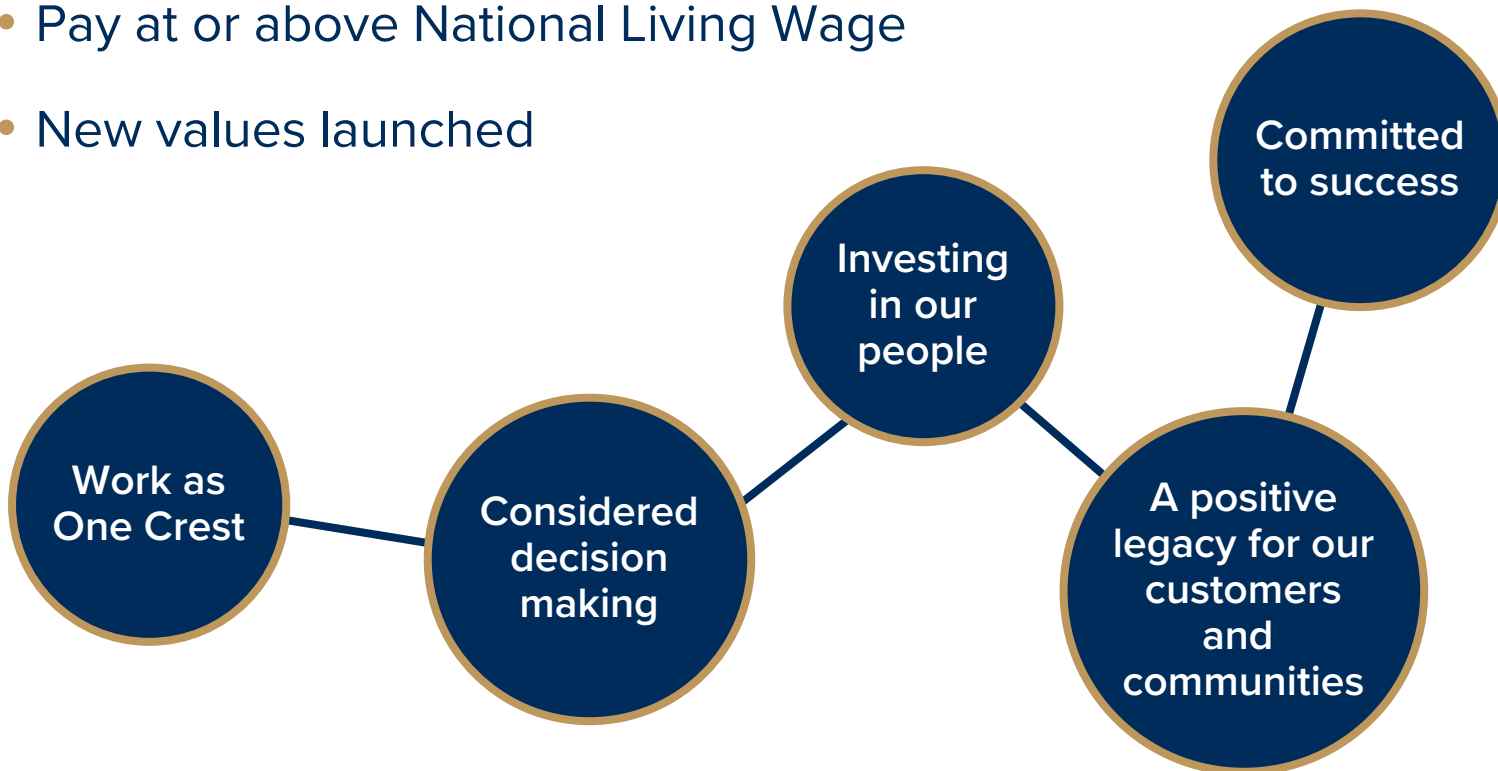 • Pay at or above National Living Wage
• New values launched
Committed
to success
Investing
in our
people
Work as
One Crest
Considered
decision
making
A positive
legacy for our
customers
and
communities